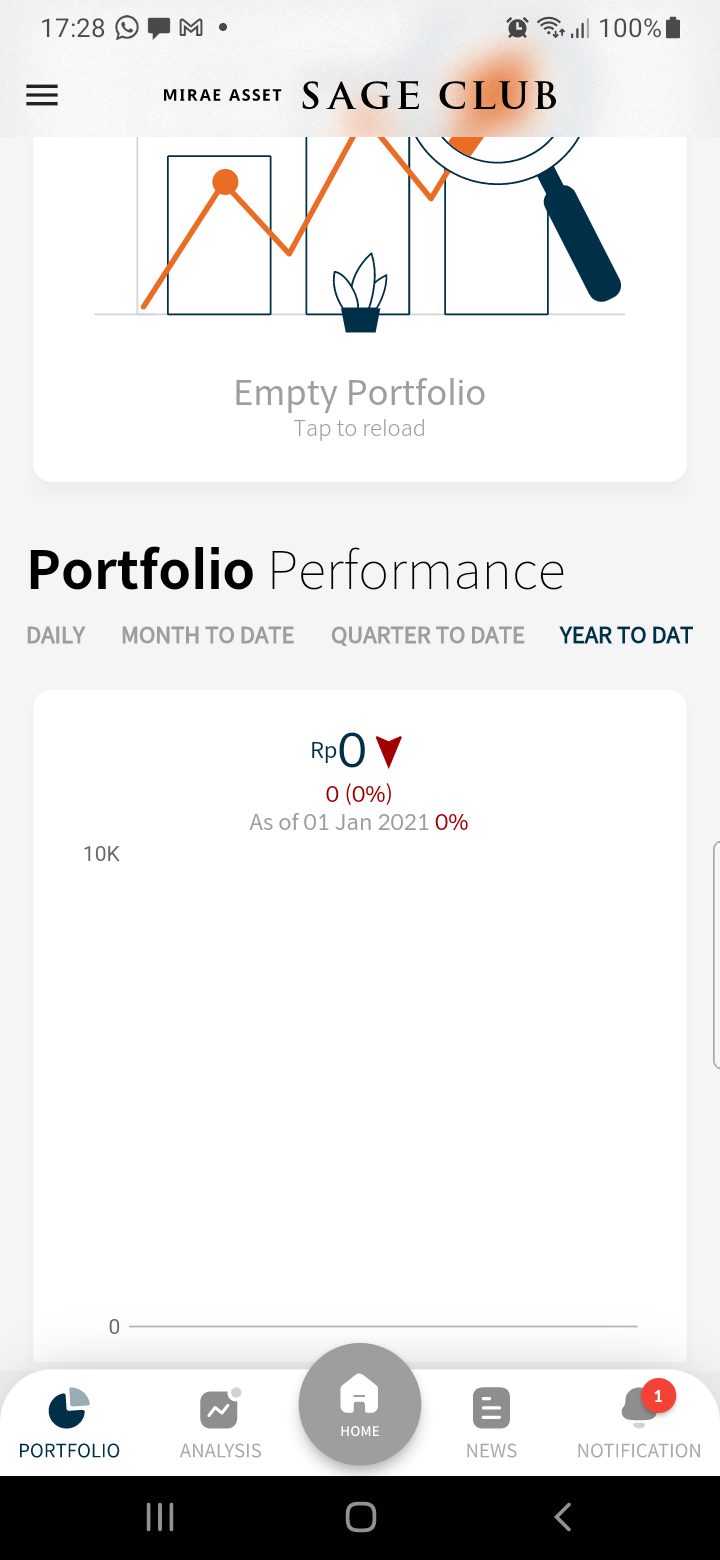 17:28 100%
MIRAE ASSET SAGE CLUB
Empty Portfolio
Tap to reload
Portfolio Performance
DAILY MONTH TO DATE QUARTER TO DATE YEAR TO DAT
Rp0
0 (0%)
As of 01 Jan 2021 0%
10K
0
1
HOME
PORTFOLIO ANALYSIS NEWS NOTIFICATION